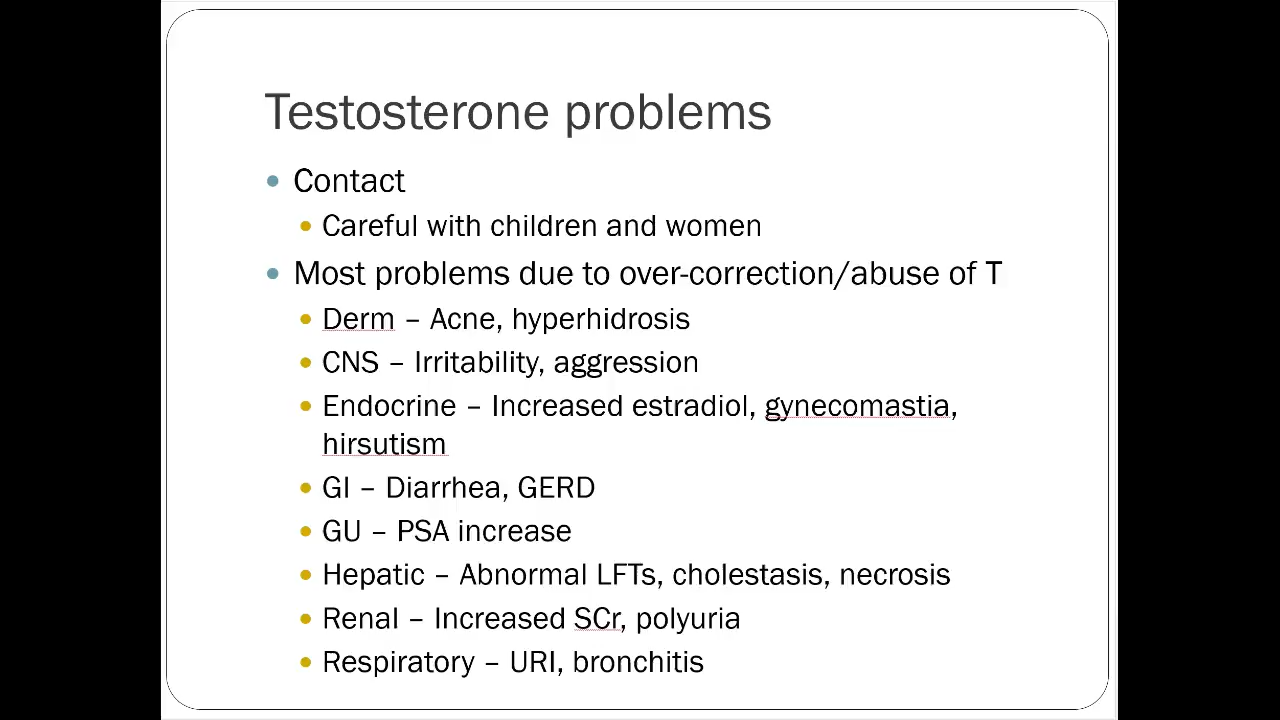 Testosterone problems
Contact
Careful with children and women
Most problems due to over-correction/abuse of T
Derm – Acne, hyperhidrosis
CNS – Irritability, aggression
Endocrine – Increased estradiol, gynecomastia,
hirsutism
GI – Diarrhea, GERD
GU – PSA increase
Hepatic – Abnormal LFTs, cholestasis, necrosis
Renal – Increased SCr, polyuria
Respiratory – URI, bronchitis